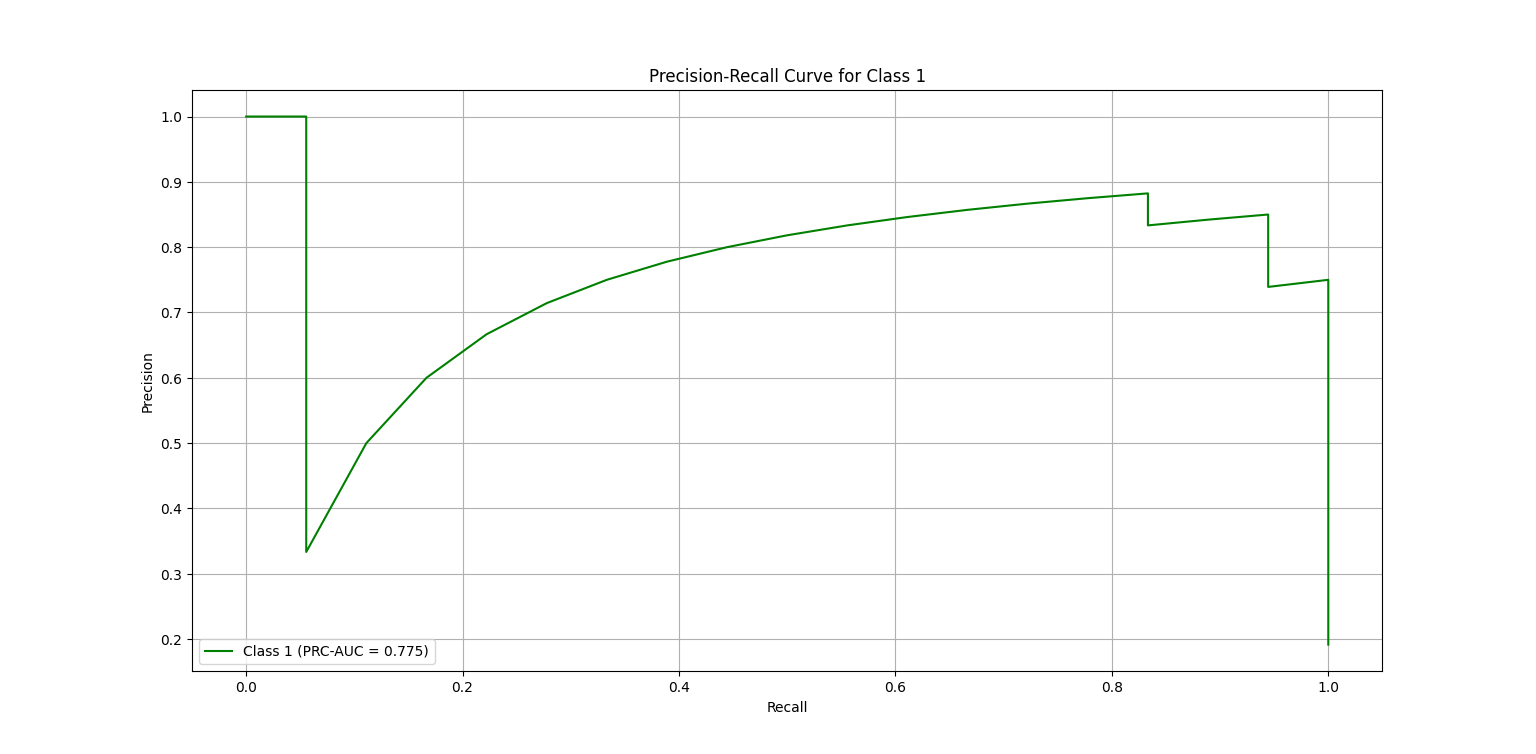 Precision-Recall Curve for Class 1
1.0
0.9
0.8
0.7
0.6
0.5
0.4
0.3
0.2
Precision
Class 1 (PRC-AUC = 0.775)
0.0 0.2 0.4 0.6 0.8 1.0
Recall